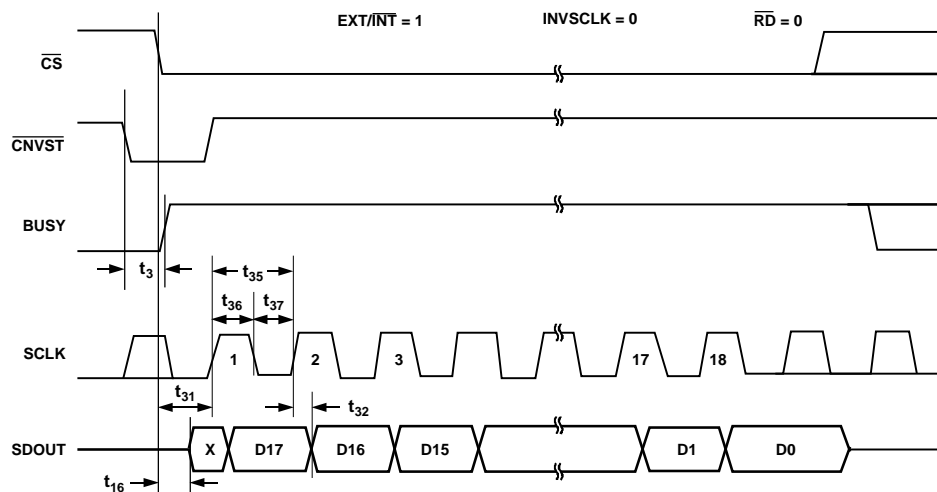 EXT/INT = 1 INVSCLK = 0 RD = 0
CS
CNVST
BUSY
t3
t35
t36 t37
SCLK
1 2 3 17 18
t31
t32
SDOUT
X D17 D16 D15 D1 D0
t16